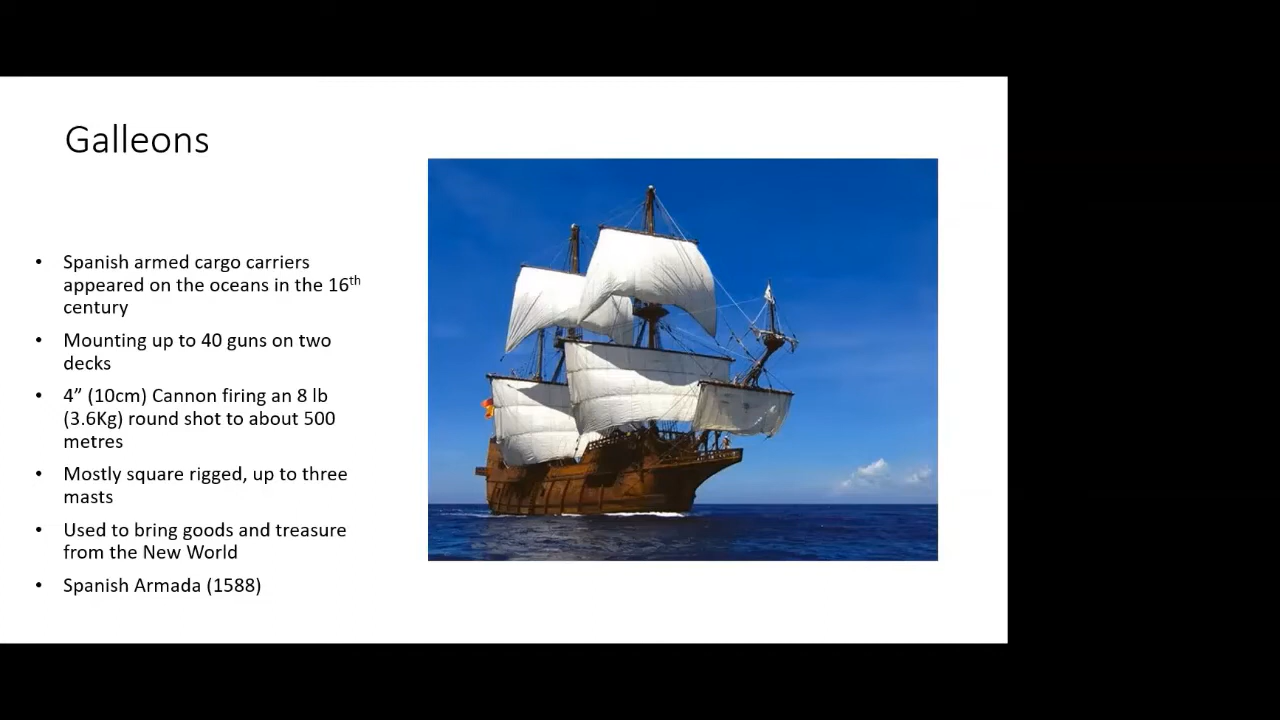 Galleons
• Spanish armed cargo carriers
appeared on the oceans in the 16th
century
• Mounting up to 40 guns on two
decks
• 4” (10cm) Cannon firing an 8 lb
(3.6Kg) round shot to about 500
metres
• Mostly square rigged, up to three
masts
• Used to bring goods and treasure
from the New World
• Spanish Armada (1588)